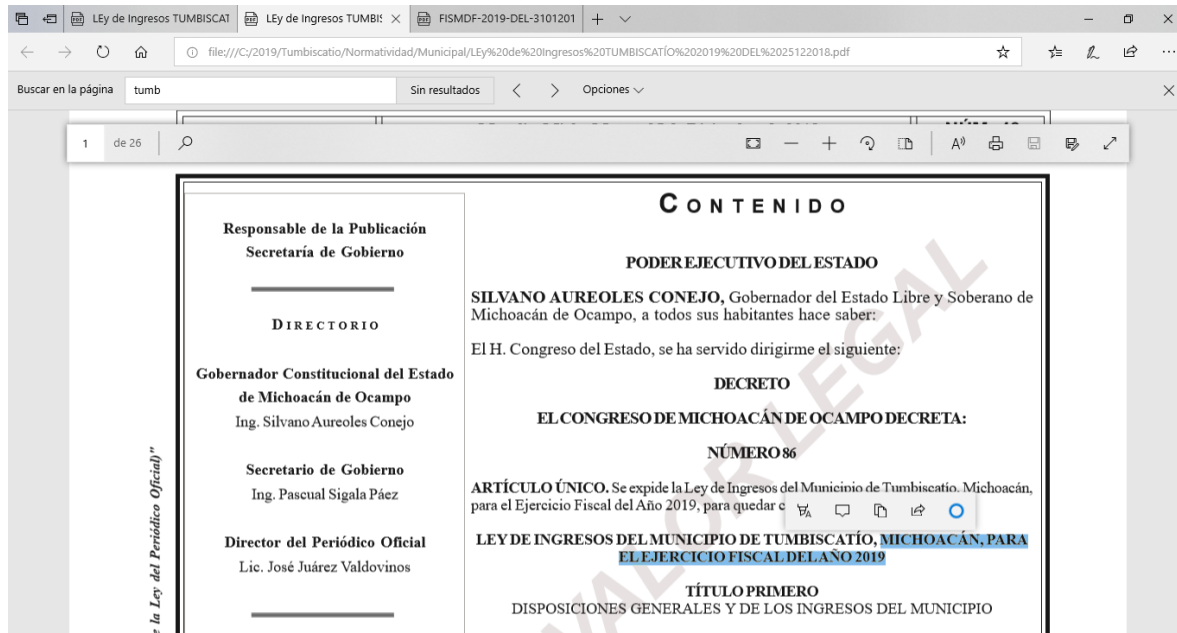 LEy de Ingresos TUMBISCAT
LEy de Ingresos TUMBIS
FISMDF-2019-DEL-3101201
file:///C:/2019/Tumbiscatio/Normatividad/Municipal/LEy%20de%20Ingresos%20TUMBISCATÍO%202019%20DEL%2025122018.pdf
Buscar en la página
tumb
Sin resultados
Opciones
1 de 26
Responsable de la Publicación
Secretaría de Gobierno
DIRECTORIO
Gobernador Constitucional del Estado
de Michoacán de Ocampo
Ing. Silvano Aureoles Conejo
Secretario de Gobierno
Ing. Pascual Sigala Páez
Director del Periódico Oficial
Lic. José Juárez Valdovinos
CONTENIDO
PODER EJECUTIVO DEL ESTADO
SILVANO AUREOLES CONEJO, Gobernador del Estado Libre y Soberano de
Michoacán de Ocampo, a todos sus habitantes hace saber:
El H. Congreso del Estado, se ha servido dirigirme el siguiente:
DECRETO
EL CONGRESO DE MICHOACÁN DE OCAMPO DECRETA:
NÚMERO 86
ARTÍCULO ÚNICO. Se expide la Ley de Ingresos del Municipio de Tumbiscatio, Michoacán,
para el Ejercicio Fiscal del Año 2019, para quedar c
LEY DE INGRESOS DEL MUNICIPIO DE TUMBISCATÍO, MICHOACÁN, PARA
EL EJERCICIO FISCAL DEL AÑO 2019
TÍTULO PRIMERO
DISPOSICIONES GENERALES Y DE LOS INGRESOS DEL MUNICIPIO
la Ley del Periódico Oficial)"
VALOR LEGAL